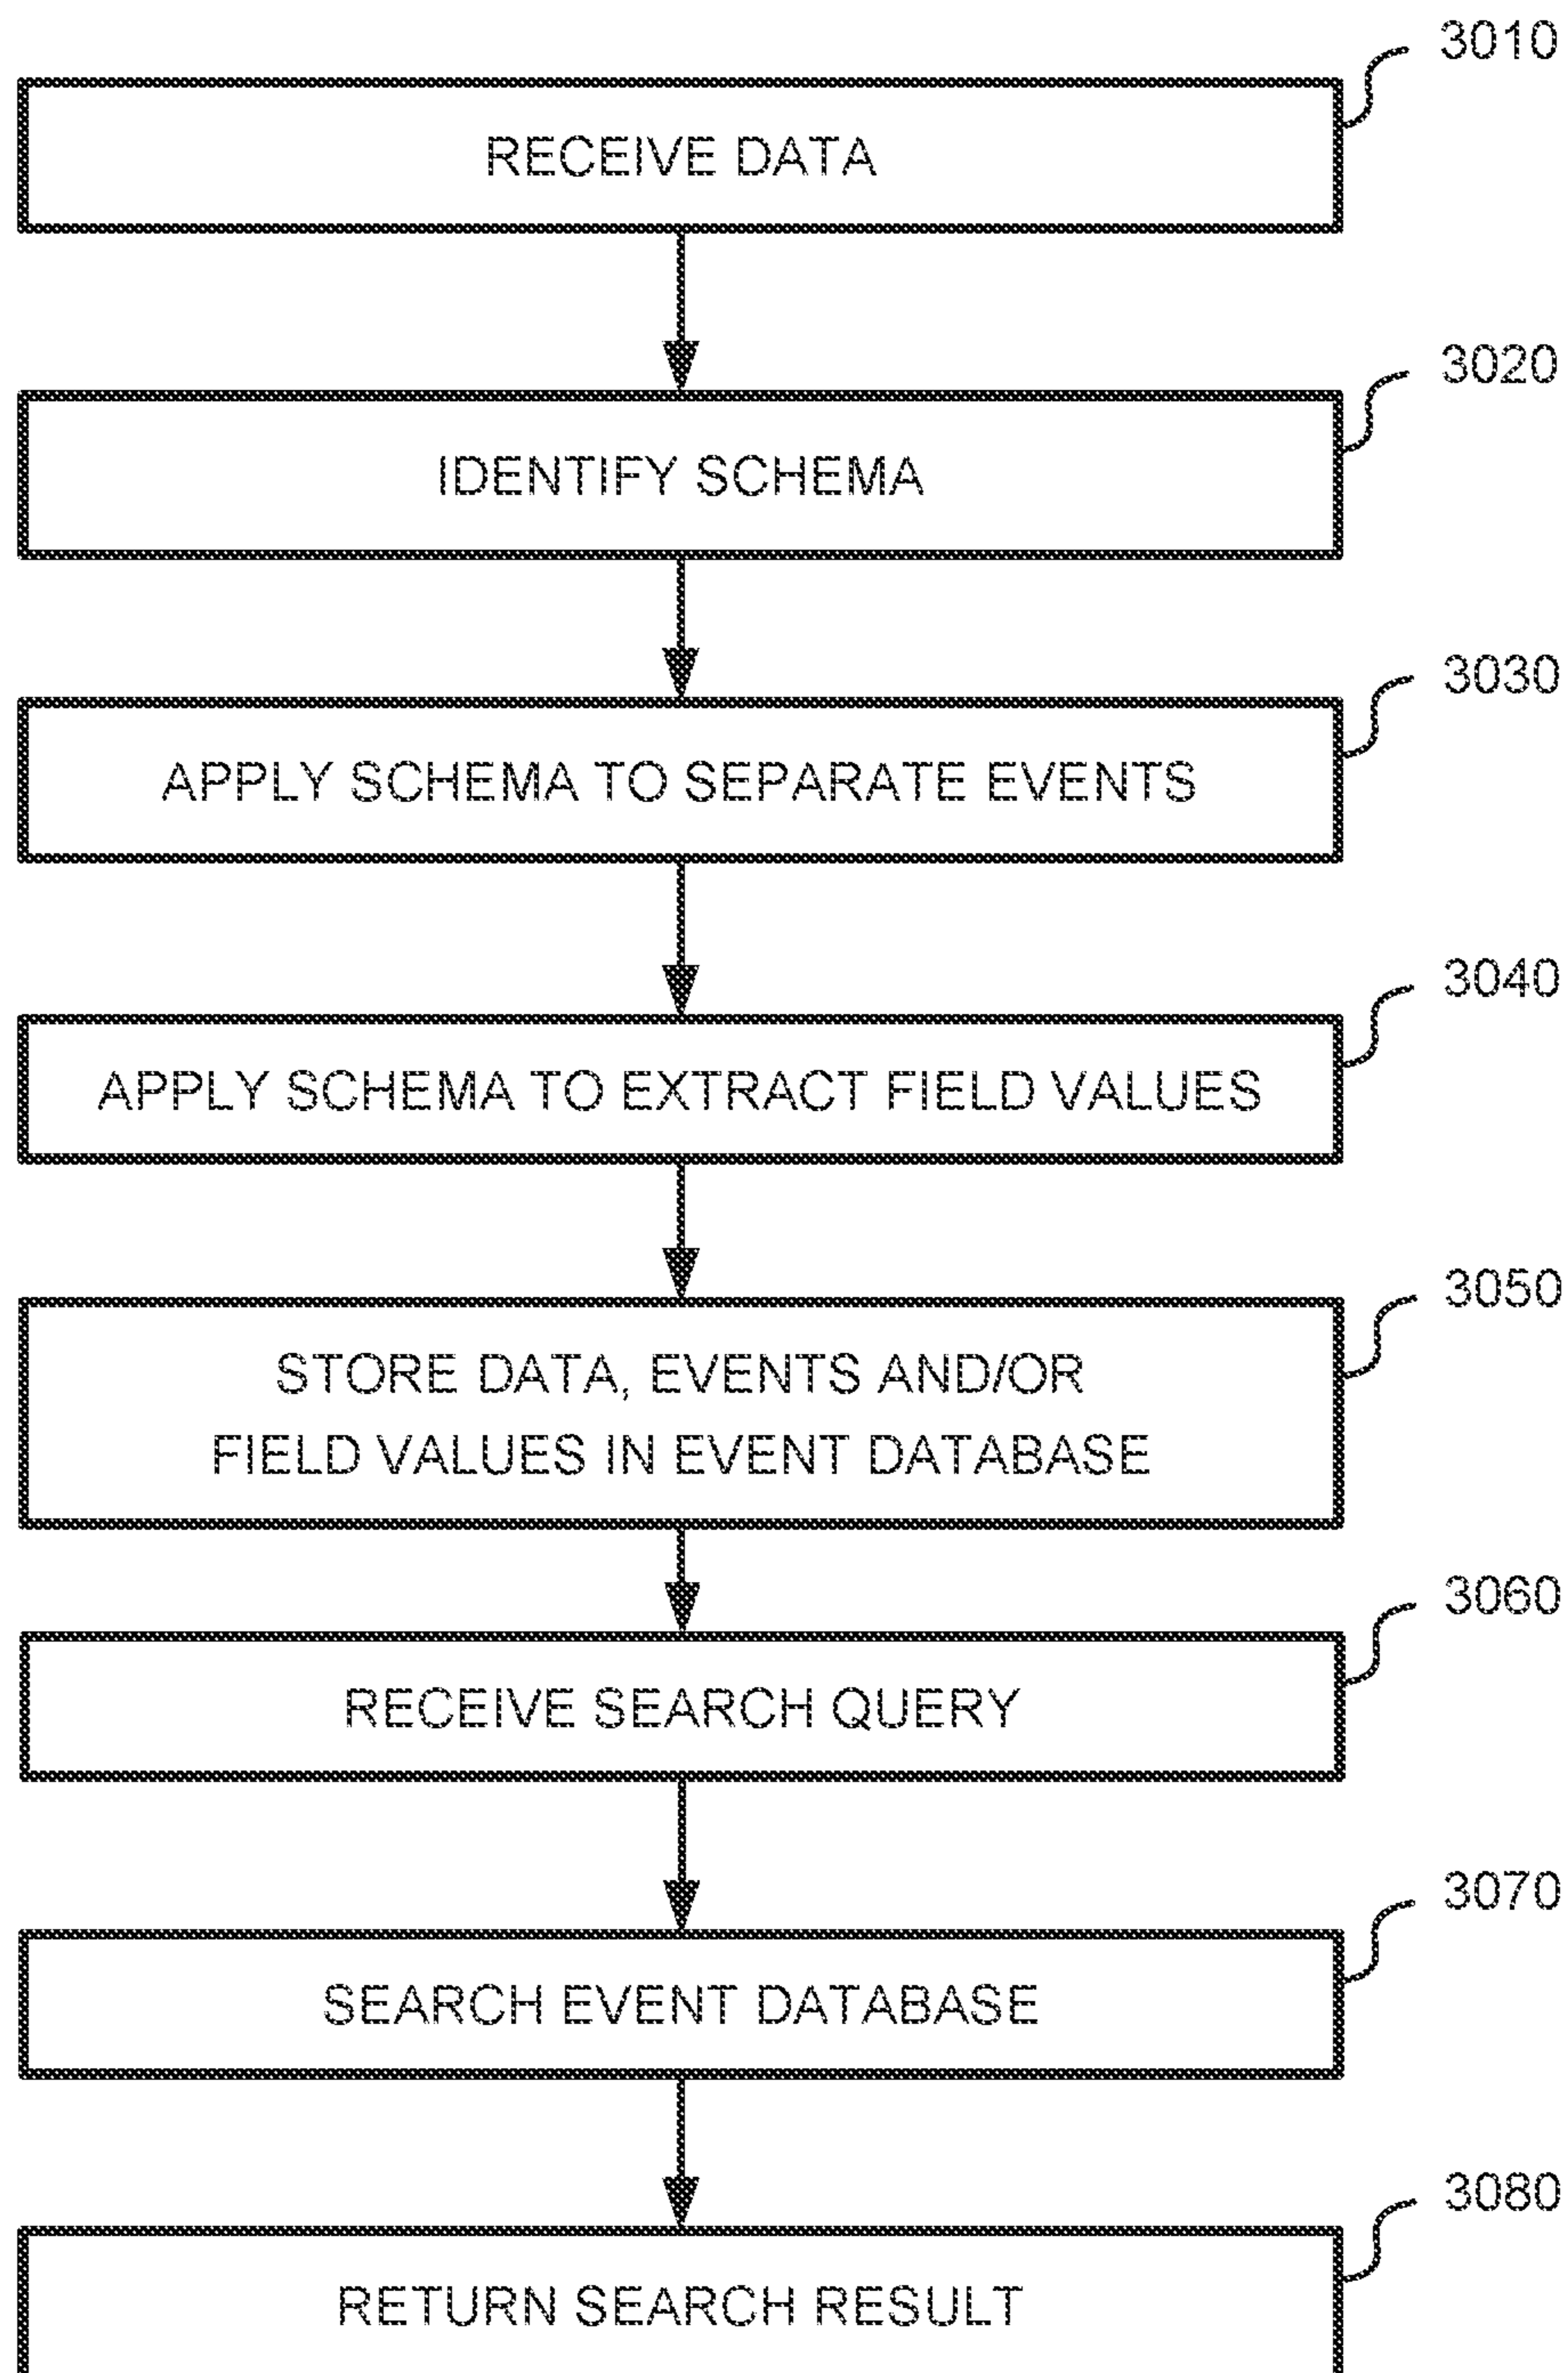 3010
RECEIVE DATA
3020
IDENTIFY SCHEMA
3030
APPLY SCHEMA TO SEPARATE EVENTS
3040
APPLY SCHEMA TO EXTRACT FIELD VALUES
3050
STORE DATA, EVENTS AND/OR
FIELD VALUES IN EVENT DATABASE
3060
RECEIVE SEARCH QUERY
3070
SEARCH EVENT DATABASE
3080
RETURN SEARCH RESULT